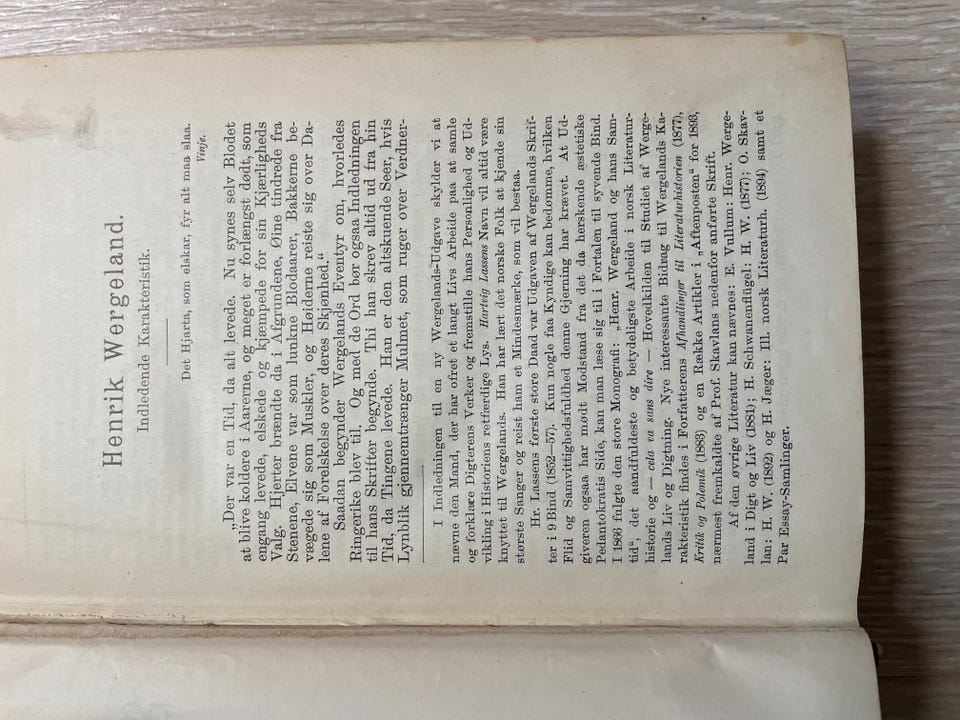 Henrik Wergeland.
Indledende Karakteristik.
Det Hjarta, som elskar, fyr alt maa slaa.
Vinje.
„Der var en Tid, da alt levede. Nu synes selv Blodet
at blive koldere i Aarerne, og meget er forlængst dødt, som
engang levede, elskede og kjæmpede for sin Kjærligheds
Valg. Hjerter brændte da i Afgrundene, Øine tindrede fra
Stenene, Elvene var som lunkne Blodaarer, Bakkerne be-
vægede sig som Muskler, og Høiderne reiste sig over Da-
lene af Forelskelse over deres Skjønhed.“
Saadan begynder Wergelands Eventyr om, hvorledes
Ringerike blev til. Og med de Ord bør ogsaa Indledningen
til hans Skrifter begynde. Thi han skrev altid ud fra hin
Tid, da Tingene levede. Han er den altskuende Seer, hvis
Lynblik gjennemtrænger Mulmet, som ruger over Verdner-
I Indledningen til en ny Wergelands-Udgave skylder vi at
nævne den Mand, der har ofret et langt Livs Arbeide paa at samle
og forklare Digterens Verker og fremstille hans Personlighed og Ud-
vikling i Historiens retfærdige Lys. Hartvig Lassens Navn vil altid være
knyttet til Wergelands. Han har lært det norske Folk at kjende sin
største Sanger og reist ham et Mindesmærke, som vil bestaa.
Hr. Lassens første store Daad var Udgaven af Wergelands Skrif-
ter i 9 Bind (1852—57). Kun nogle faa Kyndige kan bedømme, hvilken
Flid og Samvittighedsfuldhed denne Gjerning har krævet. At Ud-
giveren ogsaa har mødt Modstand fra det da herskende æstetiske
Pedantokratis Side, kan man læse sig til i Fortalen til syvende Bind.
I 1866 fulgte den store Monografi: „Henr. Wergeland og hans Sam-
tid“, det aandfuldeste og betydeligste Arbeide i norsk Literatur-
historie og — cela va sans dire — Hovedkilden til Studiet af Werge-
lands Liv og Digtning. Nye interessante Bidrag til Wergelands Ka-
rakteristik findes i Forfatterens Afhandlinger til Literaturhistorien (1877),
Kritik og Polemik (1883) og en Række Artikler i „Aftenposten“ for 1893,
nærmest fremkaldte af Prof. Skavlans nedenfor anførte Skrift.
Af den øvrige Literatur kan nævnes: E. Vullum: Henr. Werge-
land i Digt og Liv (1881); H. Schwanenflügel: H. W. (1877); O. Skav-
lan: H. W. (1892) og H. Jæger: Ill. norsk Literaturh. (1894) samt et
Par Essay-Samlinger.